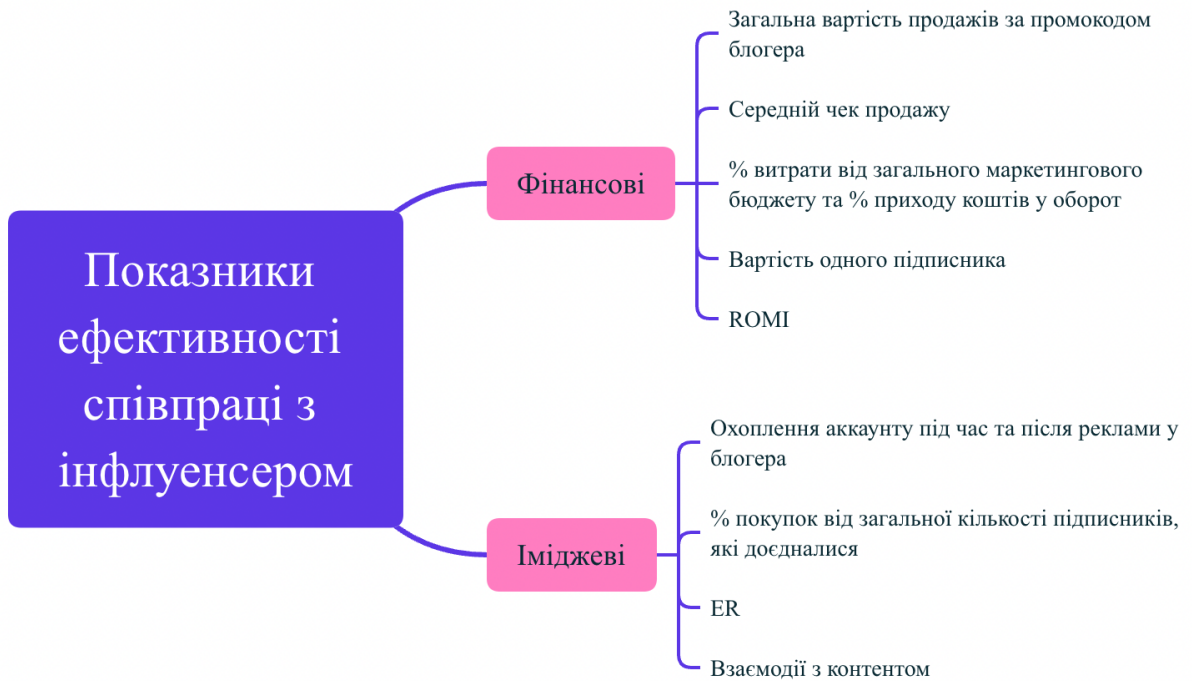 Показники
ефективності
співпраці з
інфлуенсером
Фінансові
Загальна вартість продажів за промокодом
блогера
Середній чек продажу
% витрати від загального маркетингового
бюджету та % приходу коштів у оборот
Вартість одного підписника
ROMI
Іміджеві
Охоплення аккаунту під час та після реклами у
блогера
% покупок від загальної кількості підписників,
які доєдналися
ER
Взаємодії з контентом